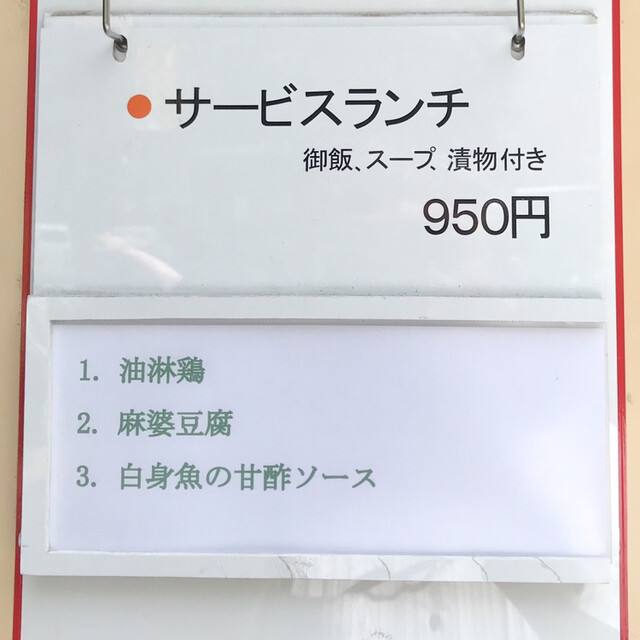 ● サービスランチ
御飯、スープ、漬物付き
950円
1. 油淋鶏
2. 麻婆豆腐
3. 白身魚の甘酢ソース